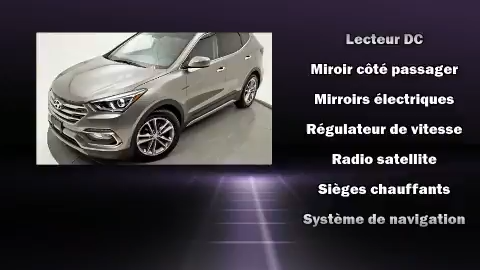 Lecteur DC
Miroir côté passager
Mirroirs électriques
Régulateur de vitesse
Radio satellite
Sièges chauffants
Système de navigation